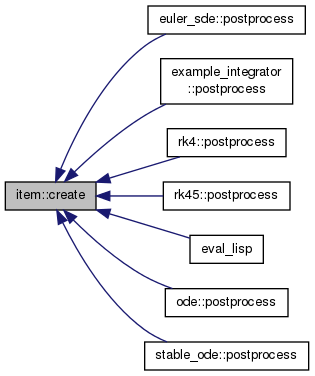 euler_sde::postprocess
example_integrator
::postprocess
rk4::postprocess
item::create
rk45::postprocess
eval_lisp
ode::postprocess
stable_ode::postprocess